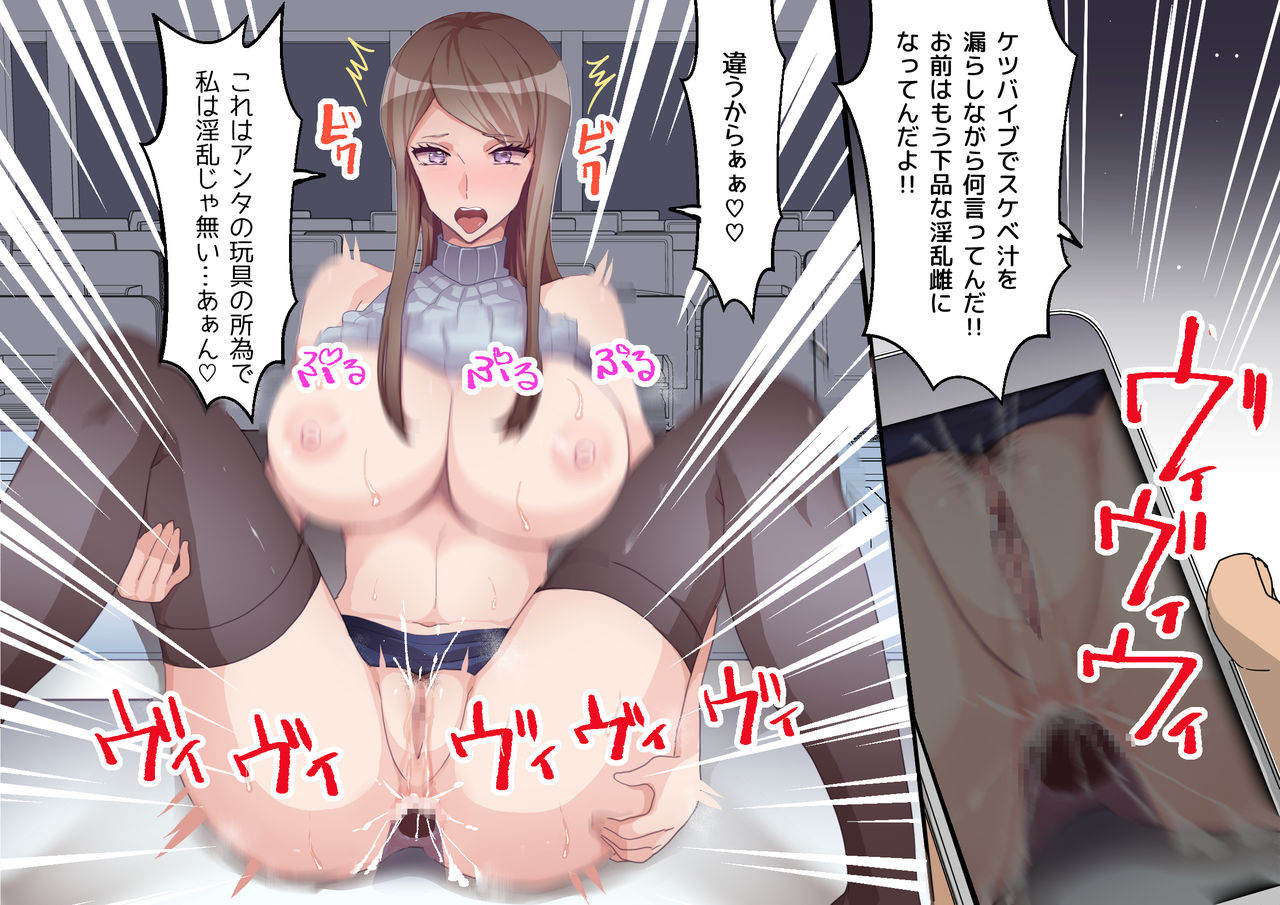 ケツバイブでスケベ汁を
漏らしながら何言ってんだ!!
お前はもう下品な淫乱雌に
なってんだよ!!
違うからぁぁ♡♡
これはアンタの玩具の所為で
私は淫乱じゃ無い…あぁん♡
ビク
ビク
ぷる
ぷる
ぷる
ヴィ
ヴィ
ヴィ
ヴィ
ヴィ
ヴィ
ヴィ
ヴィ